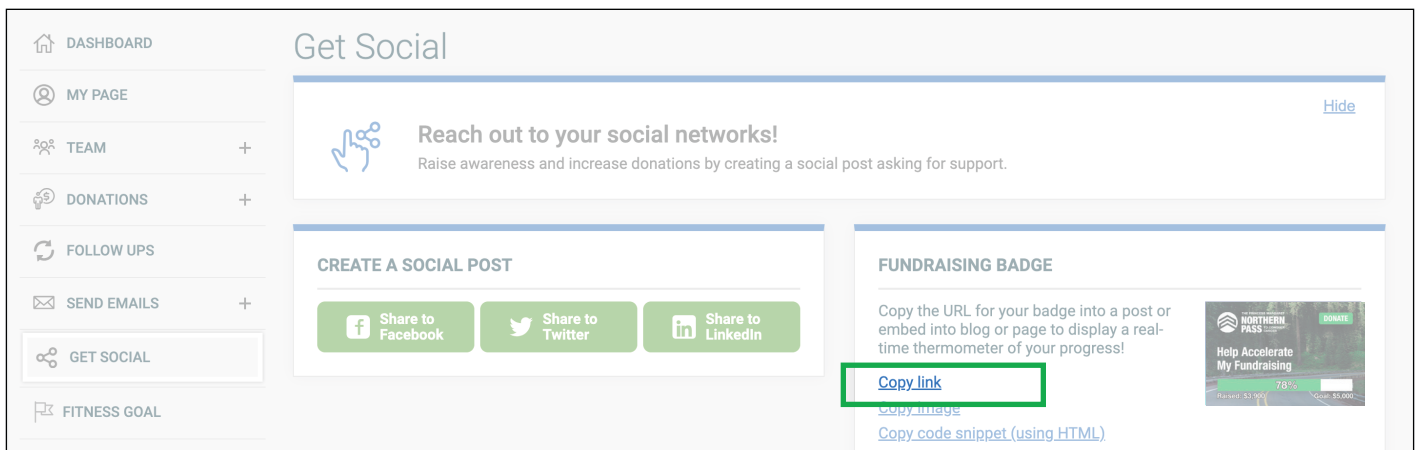 DASHBOARD
MY PAGE
TEAM
DONATIONS
FOLLOW UPS
SEND EMAILS
GET SOCIAL
FITNESS GOAL
Get Social
Hide
Reach out to your social networks!
Raise awareness and increase donations by creating a social post asking for support.
CREATE A SOCIAL POST
Share to
Facebook
Share to
Twitter
Share to
LinkedIn
FUNDRAISING BADGE
Copy the URL for your badge into a post or
embed into blog or page to display a real-
time thermometer of your progress!
Copy link
Copy image
Copy code snippet (using HTML)
NORTHERN
PASS
DONATE
Help Accelerate
My Fundraising
78%
Raised: $3,900
Goal: $5,000